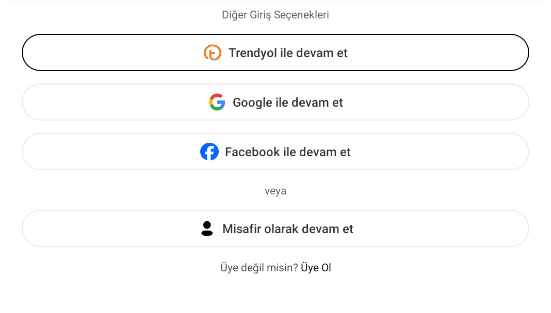 Diğer Giriş Seçenekleri
Trendyol ile devam et
Google ile devam et
Facebook ile devam et
veya
Misafir olarak devam et
Üye değil misin? Üye Ol